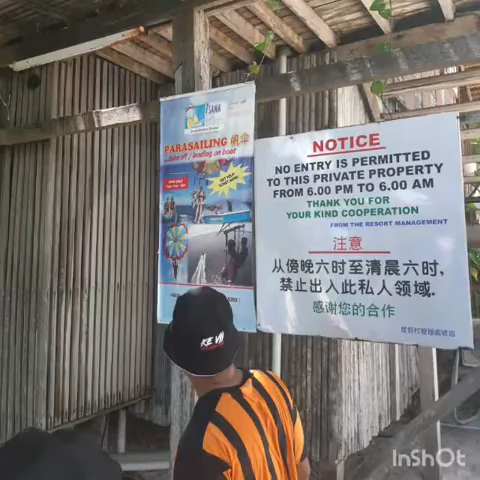 PARASAILING 帆伞
take off / landing on boat
NOTICE
NO ENTRY IS PERMITTED
TO THIS PRIVATE PROPERTY
FROM 6.00 PM TO 6.00 AM
THANK YOU FOR
YOUR KIND COOPERATION
FROM THE RESORT MANAGEMENT
注意
从傍晚六时至清晨六时,
禁止出入此私人领域.
感谢您的合作
KEVIN
InShOt